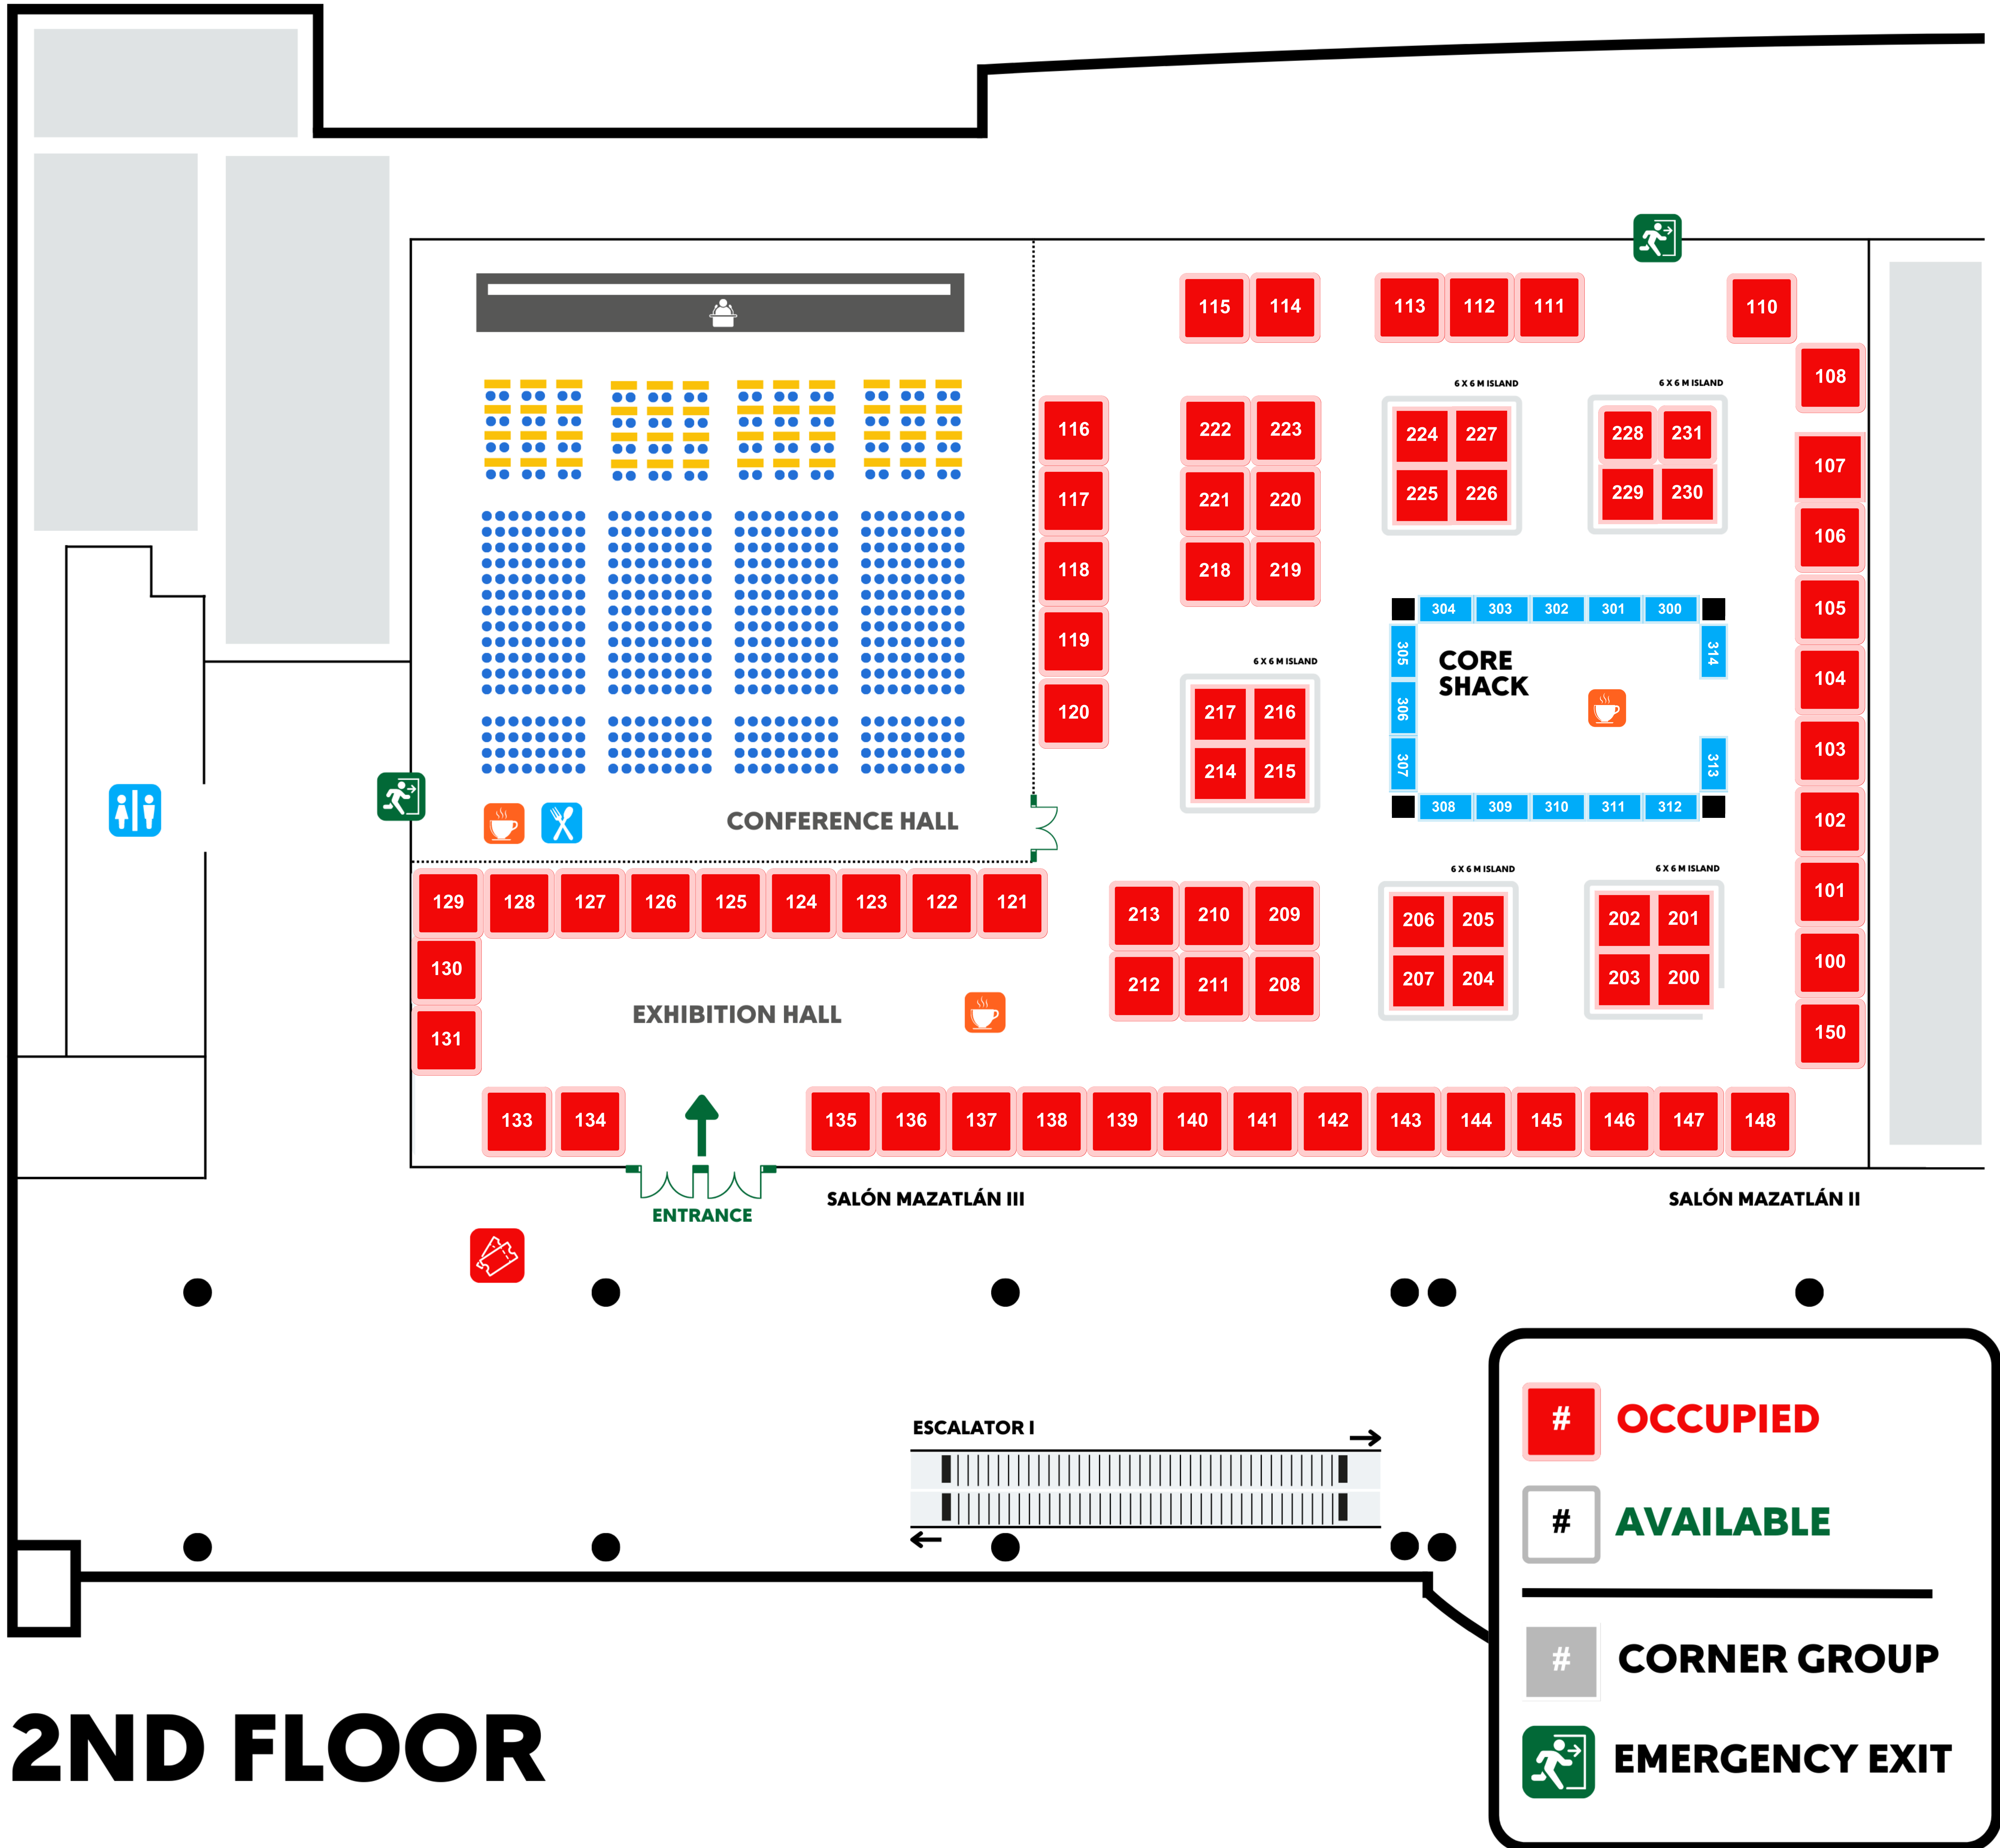 115 114 113 112 111 110
108
6 X 6 M ISLAND 6 X 6 M ISLAND
116 222 223 224 227 228 231
107
117 221 220 225 226 229 230
106
118 218 219
304 303 302 301 300
105
119
305 314
6 X 6 M ISLAND
CORE
SHACK
104
120 217 216
306
103
214 215
307 313
308 309 310 311 312
102
CONFERENCE HALL
6 X 6 M ISLAND 6 X 6 M ISLAND
129 128 127 126 125 124 123 122 121
101
213 210 209 206 205 202 201
130
100
212 211 208 207 204 203 200
EXHIBITION HALL
131
150
133 134 135 136 137 138 139 140 141 142 143 144 145 146 147 148
SALÓN MAZATLÁN III SALÓN MAZATLÁN II
ENTRANCE
ESCALATOR I
# OCCUPIED
# AVAILABLE
# CORNER GROUP
EMERGENCY EXIT
2ND FLOOR